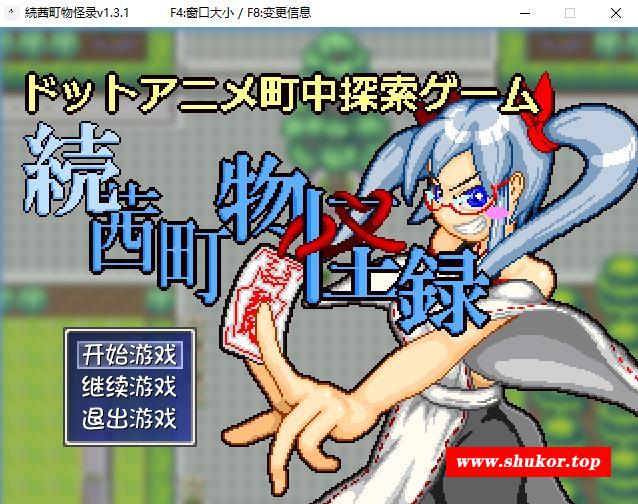 続茜町物怪录v1.3.1 F4:窗口大小 / F8:变更信息
ドットアニメ町中探索ゲーム
続茜町物怪録
开始游戏
继续游戏
退出游戏
www.shukor.top